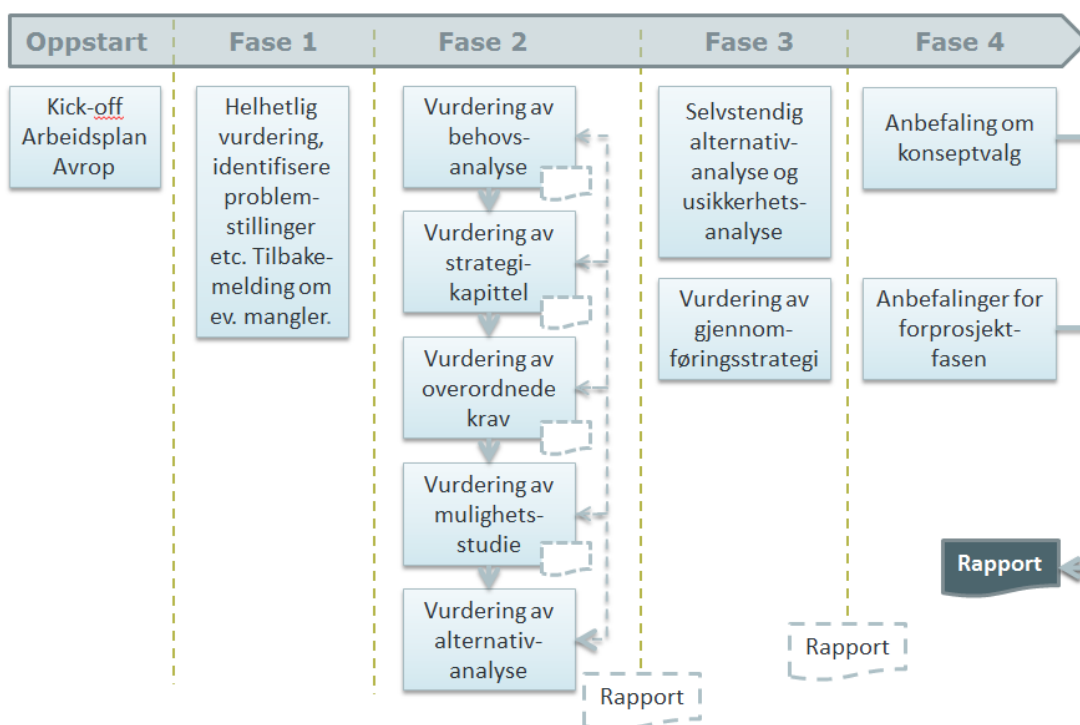 Oppstart
Fase 1
Fase 2
Fase 3
Fase 4
Kick-off
Arbeidsplan
Avrop
Helhetlig
vurdering,
identifisere
problem-
stillinger
etc. Tilbake-
melding om
ev. mangler.
Vurdering av
behovs-
analyse
Vurdering av
strategi-
kapittel
Vurdering av
overordnede
krav
Vurdering av
mulighets-
studie
Vurdering av
alternativ-
analyse
Rapport
Selvstendig
alternativ-
analyse og
usikkerhets-
analyse
Vurdering av
gjennom-
føringsstrategi
Rapport
Anbefaling om
konseptvalg
Anbefalinger for
forprosjekt-
fasen
Rapport